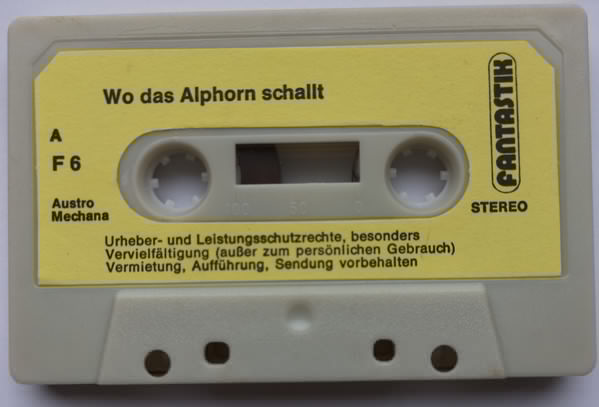 Wo das Alphorn schallt
FANTASTIK
A
F 6
Austro
Mechana
STEREO
100 50 0
Urheber- und Leistungsschutzrechte, besonders
Vervielfältigung (außer zum persönlichen Gebrauch)
Vermietung, Aufführung, Sendung vorbehalten